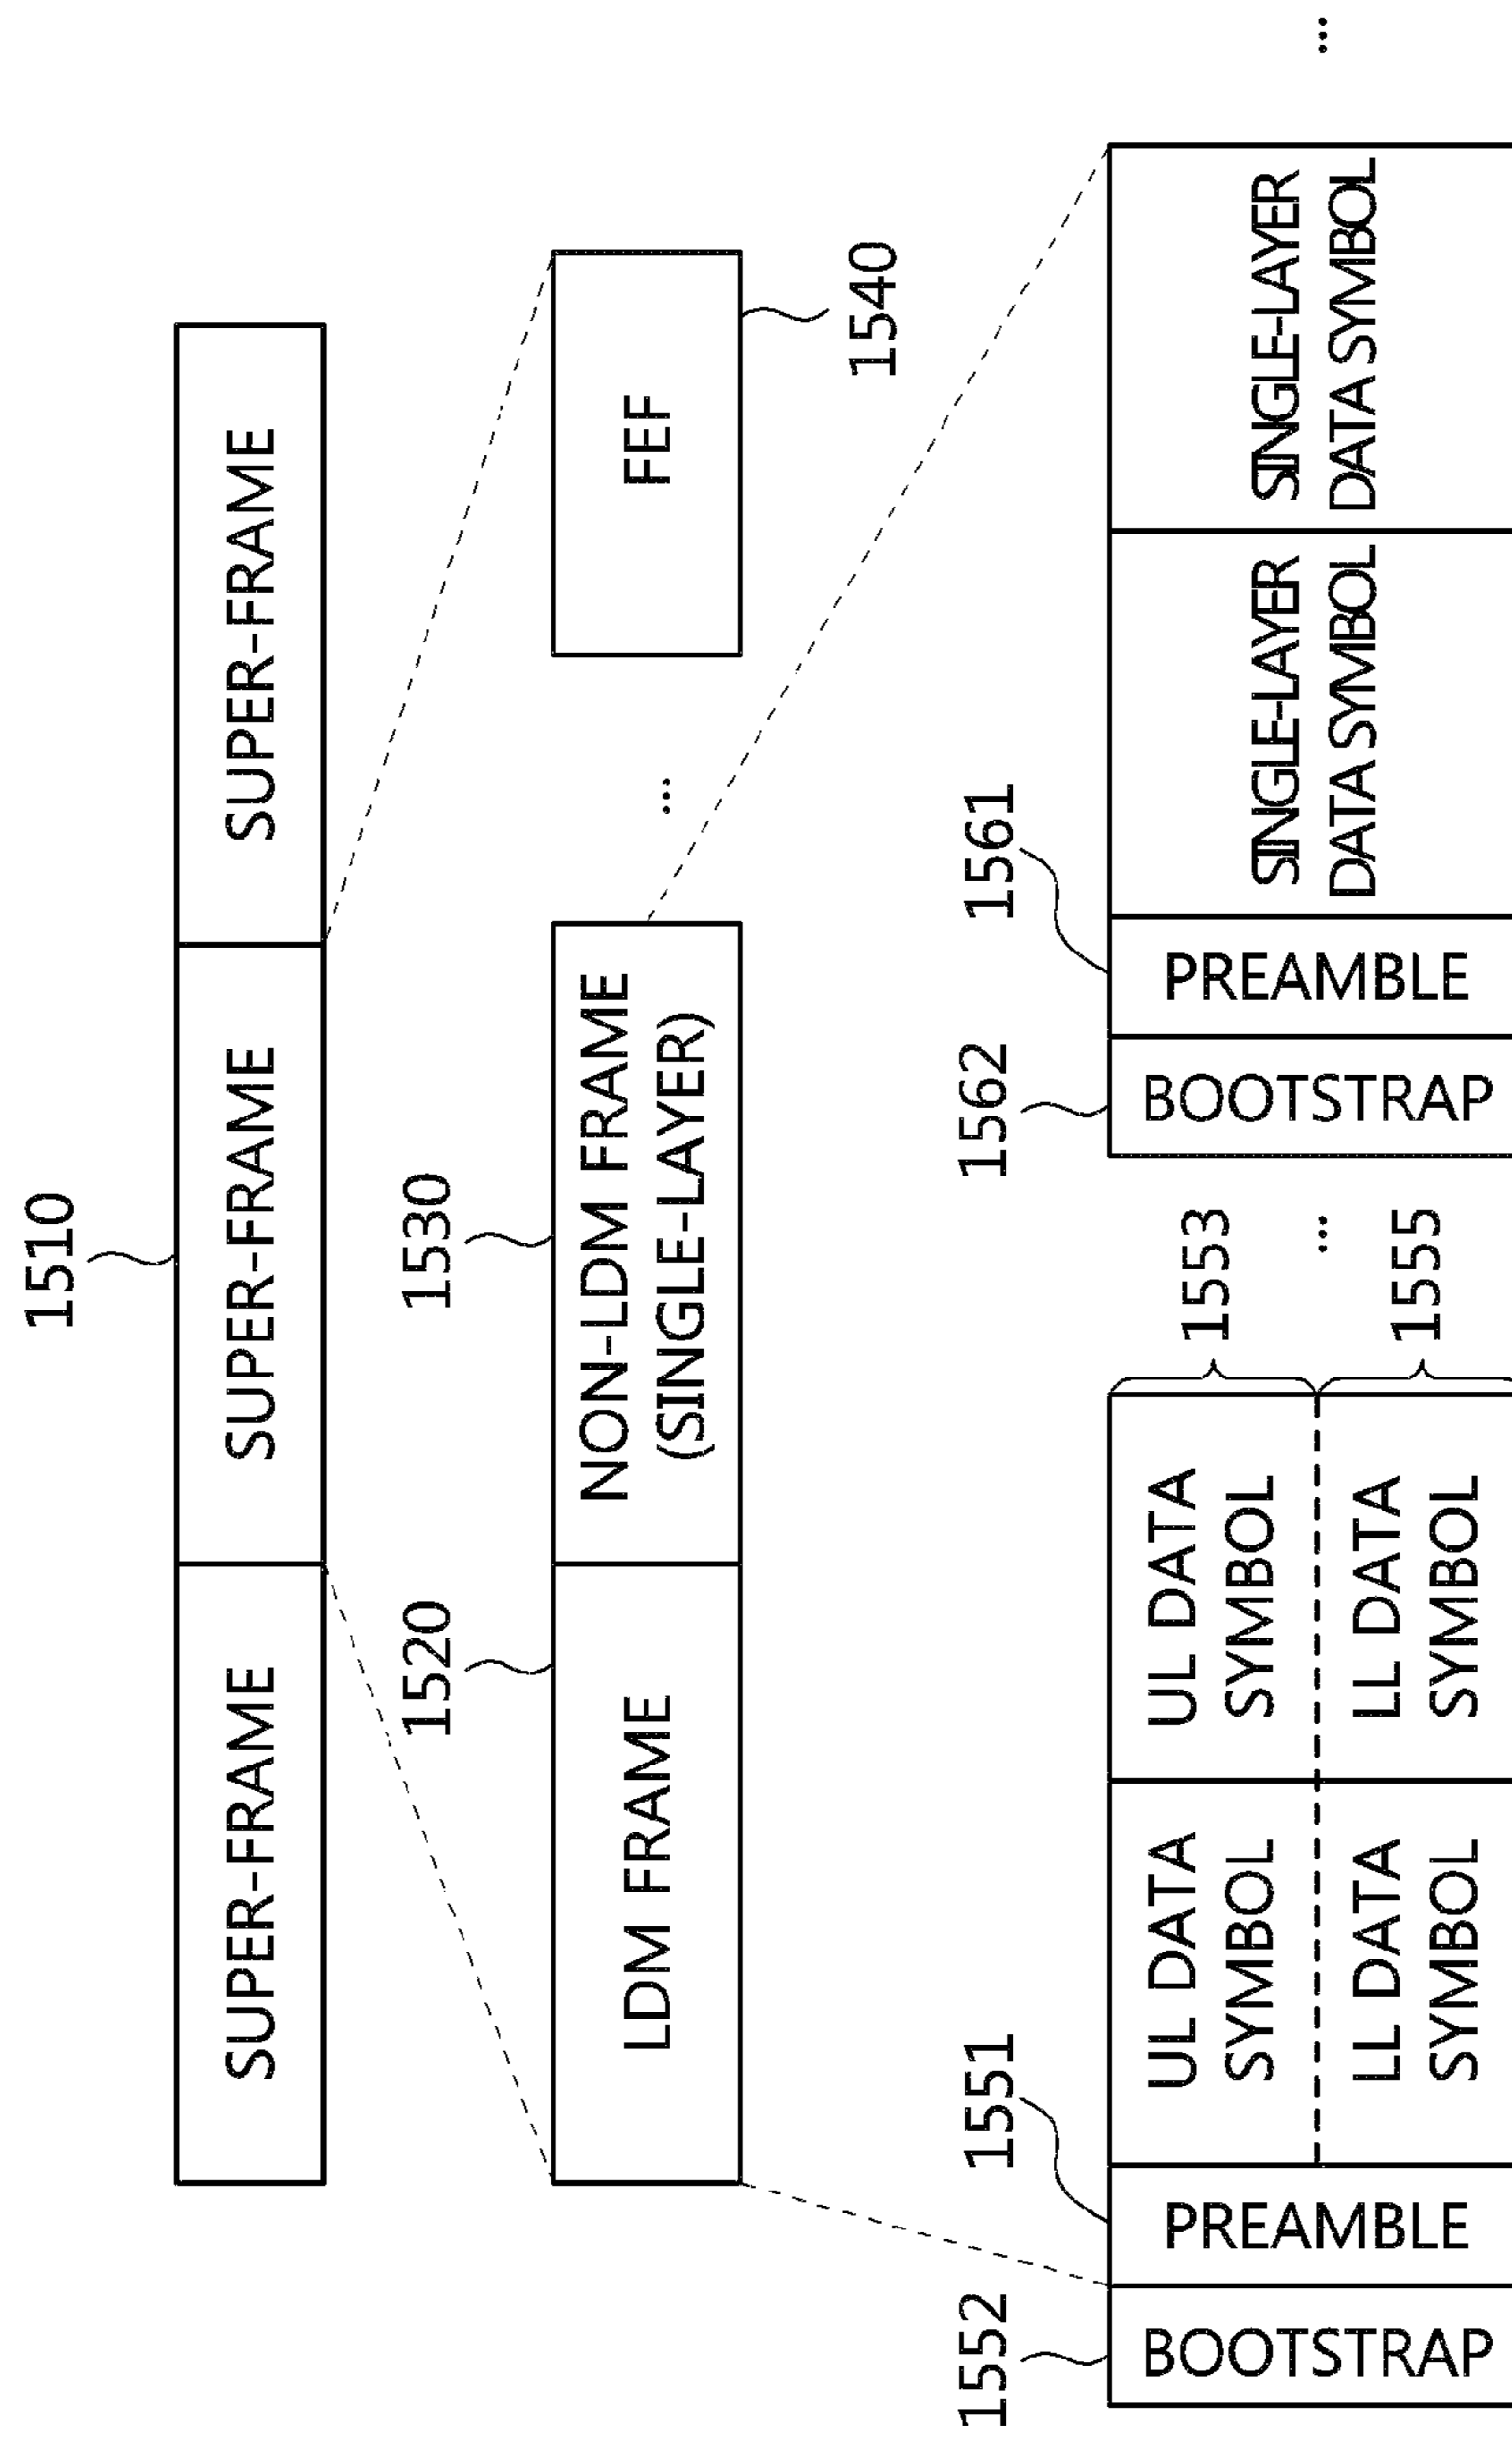 1510
SUPER-FRAME
SUPER-FRAME
SUPER-FRAME
1520
1530
LDM FRAME
NON-LDM FRAME
(SINGLE-LAYER)
...
FEF
1540
1552
1551
1562
1561
BOOTSTRAP
PREAMBLE
UL DATA
SYMBOL
UL DATA
SYMBOL
1553
LL DATA
SYMBOL
LL DATA
SYMBOL
1555
...
BOOTSTRAP
PREAMBLE
SINGLE-LAYER
DATA SYMBOL
SINGLE-LAYER
DATA SYMBOL
...